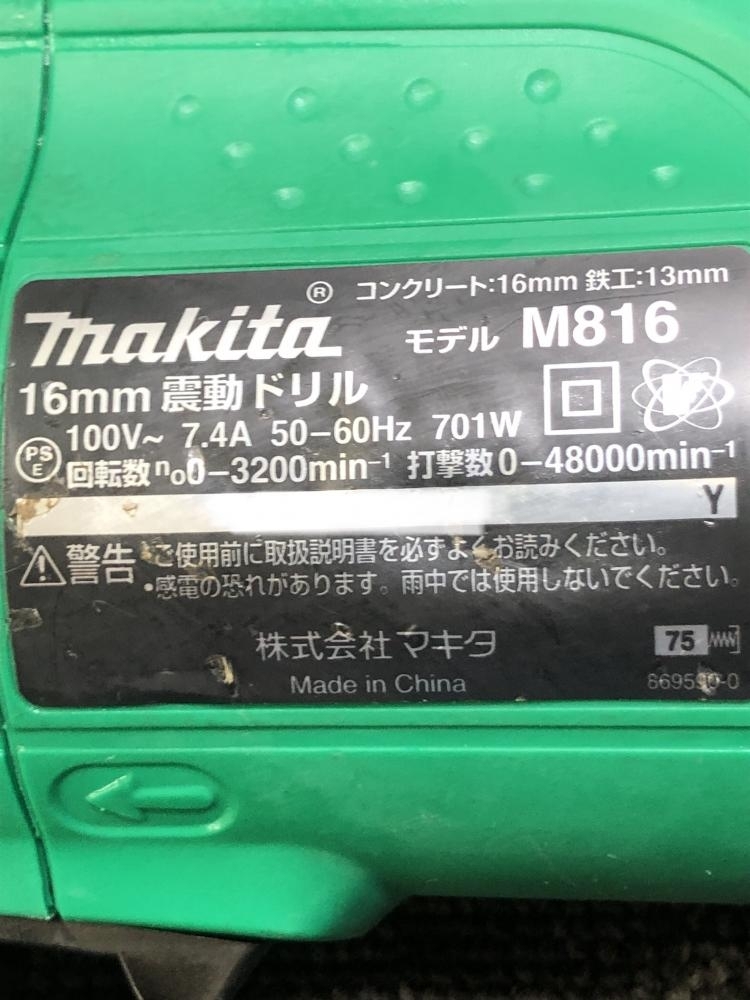 ® コンクリート:16mm 鉄工:13mm
makita モデル M816
16mm 震動ドリル
PS E 100V~ 7.4A 50-60Hz 701W
回転数 n₀0-3200min⁻¹ 打撃数 0-48000min⁻¹
Y
警告 ・ご使用前に取扱説明書を必ずよくお読みください。
・感電の恐れがあります。雨中では使用しないでください。
株式会社 マキタ 75
Made in China